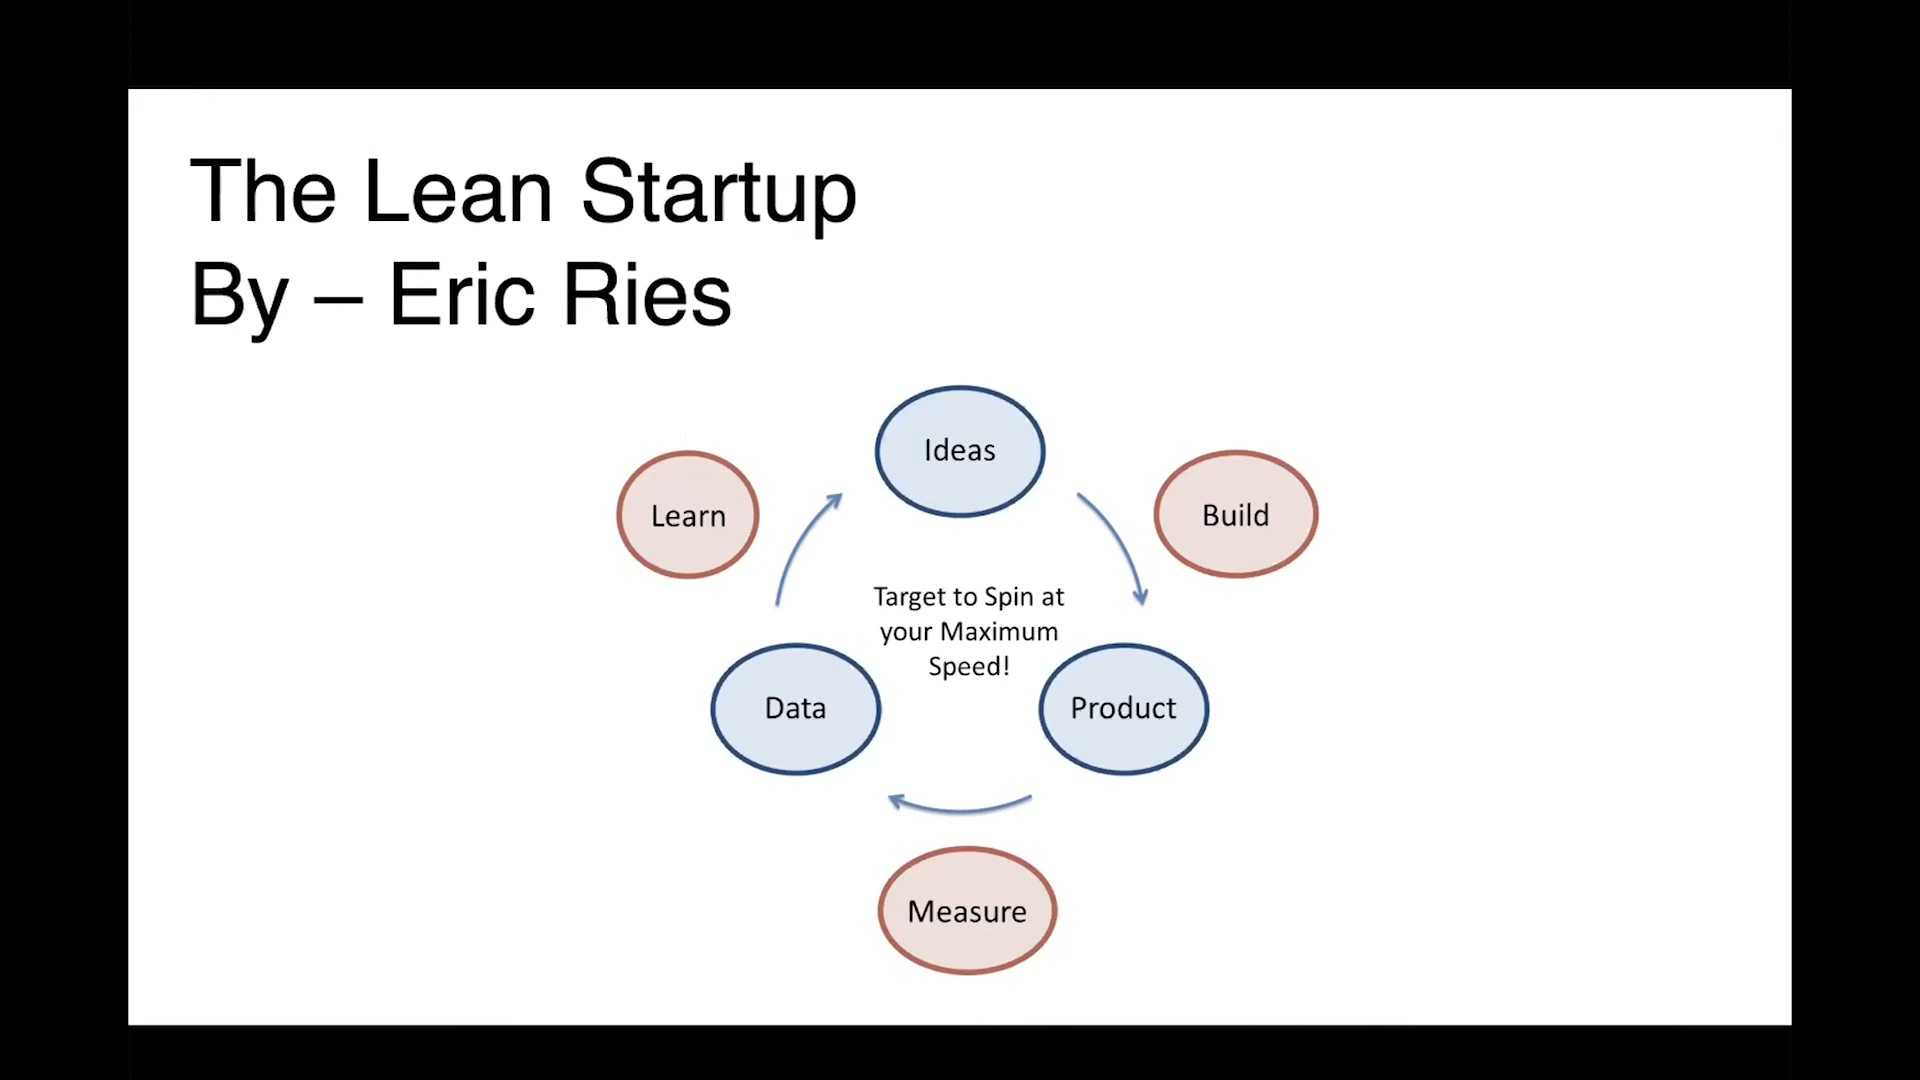 The Lean Startup
By – Eric Ries
Ideas
Learn
Build
Target to Spin at
your Maximum
Speed!
Data
Product
Measure